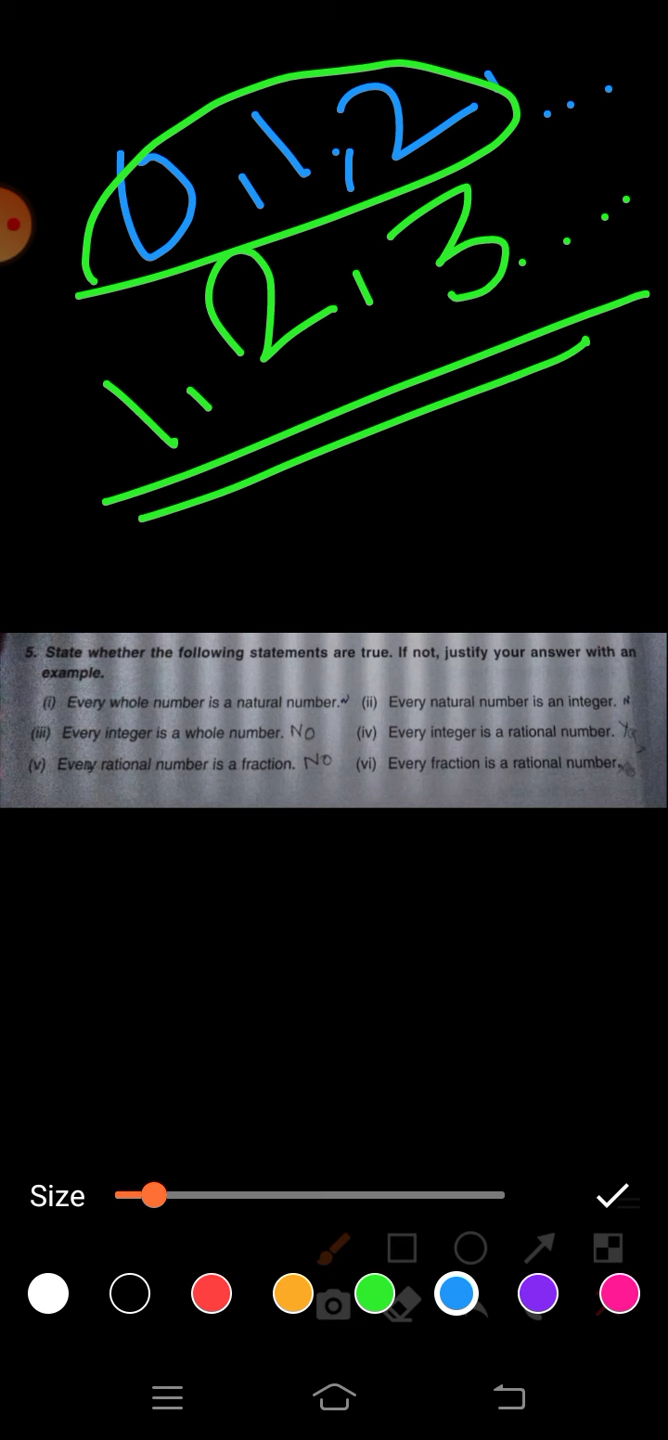 0, 1, 2 ....
1, 2, 3 ....
5. State whether the following statements are true. If not, justify your answer with an
example.
(i) Every whole number is a natural number. (ii) Every natural number is an integer.
(iii) Every integer is a whole number. NO (iv) Every integer is a rational number.
(v) Every rational number is a fraction. NO (vi) Every fraction is a rational number.
Size